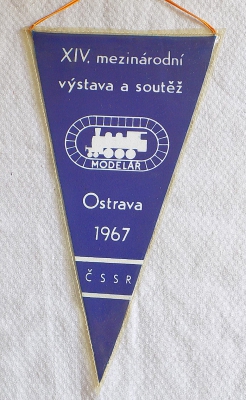 XIV. mezinárodní
výstava a soutěž
MODELÁŘ
Ostrava
1967
ČSSR